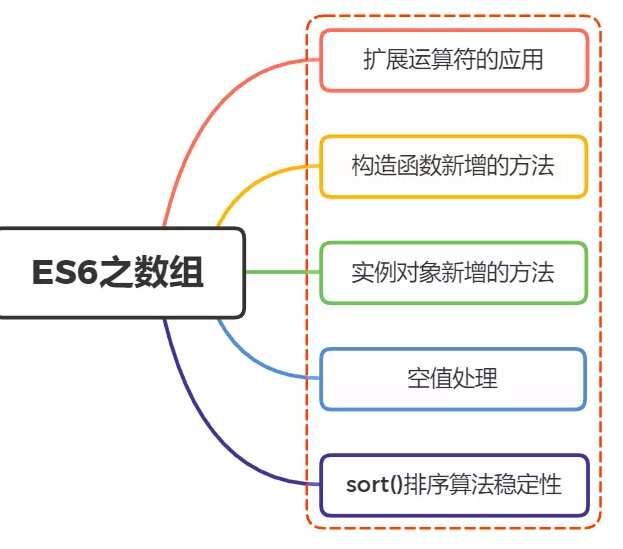 扩展运算符的应用
构造函数新增的方法
ES6之数组
实例对象新增的方法
空值处理
sort()排序算法稳定性